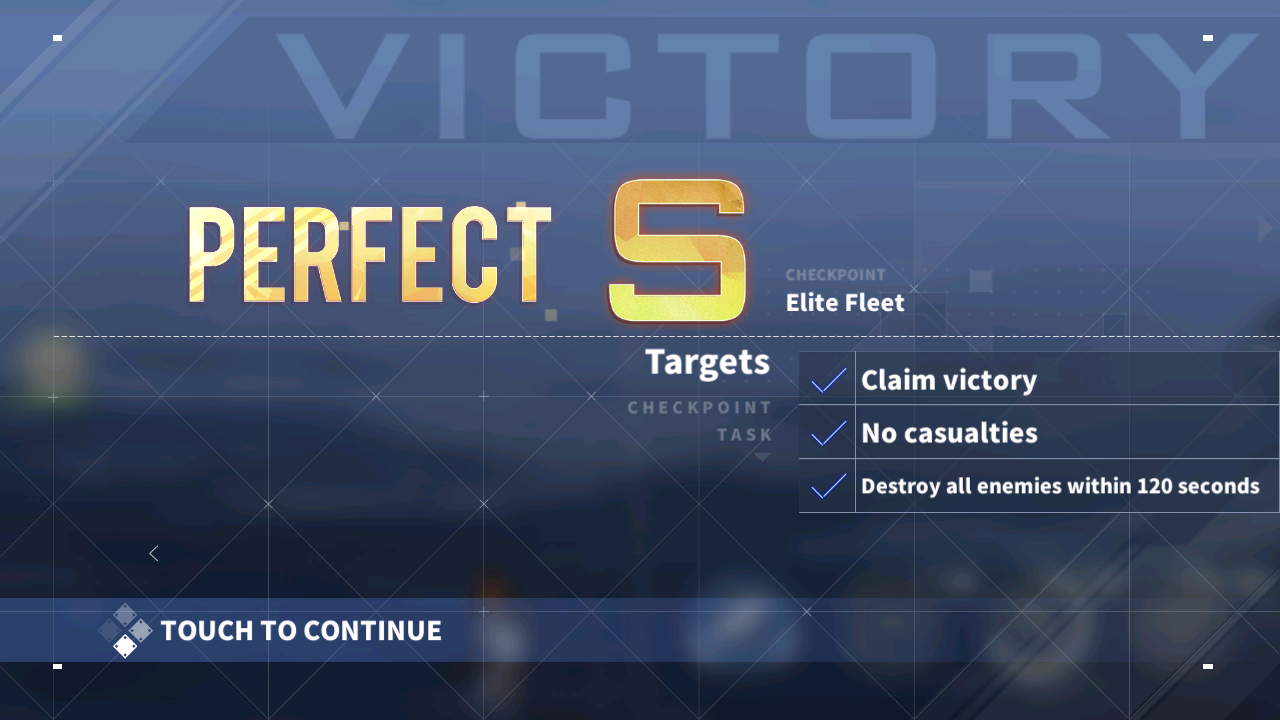 VICTORY
PERFECT S
CHECKPOINT
Elite Fleet
Targets
CHECKPOINT
TASK
Claim victory
No casualties
Destroy all enemies within 120 seconds
TOUCH TO CONTINUE